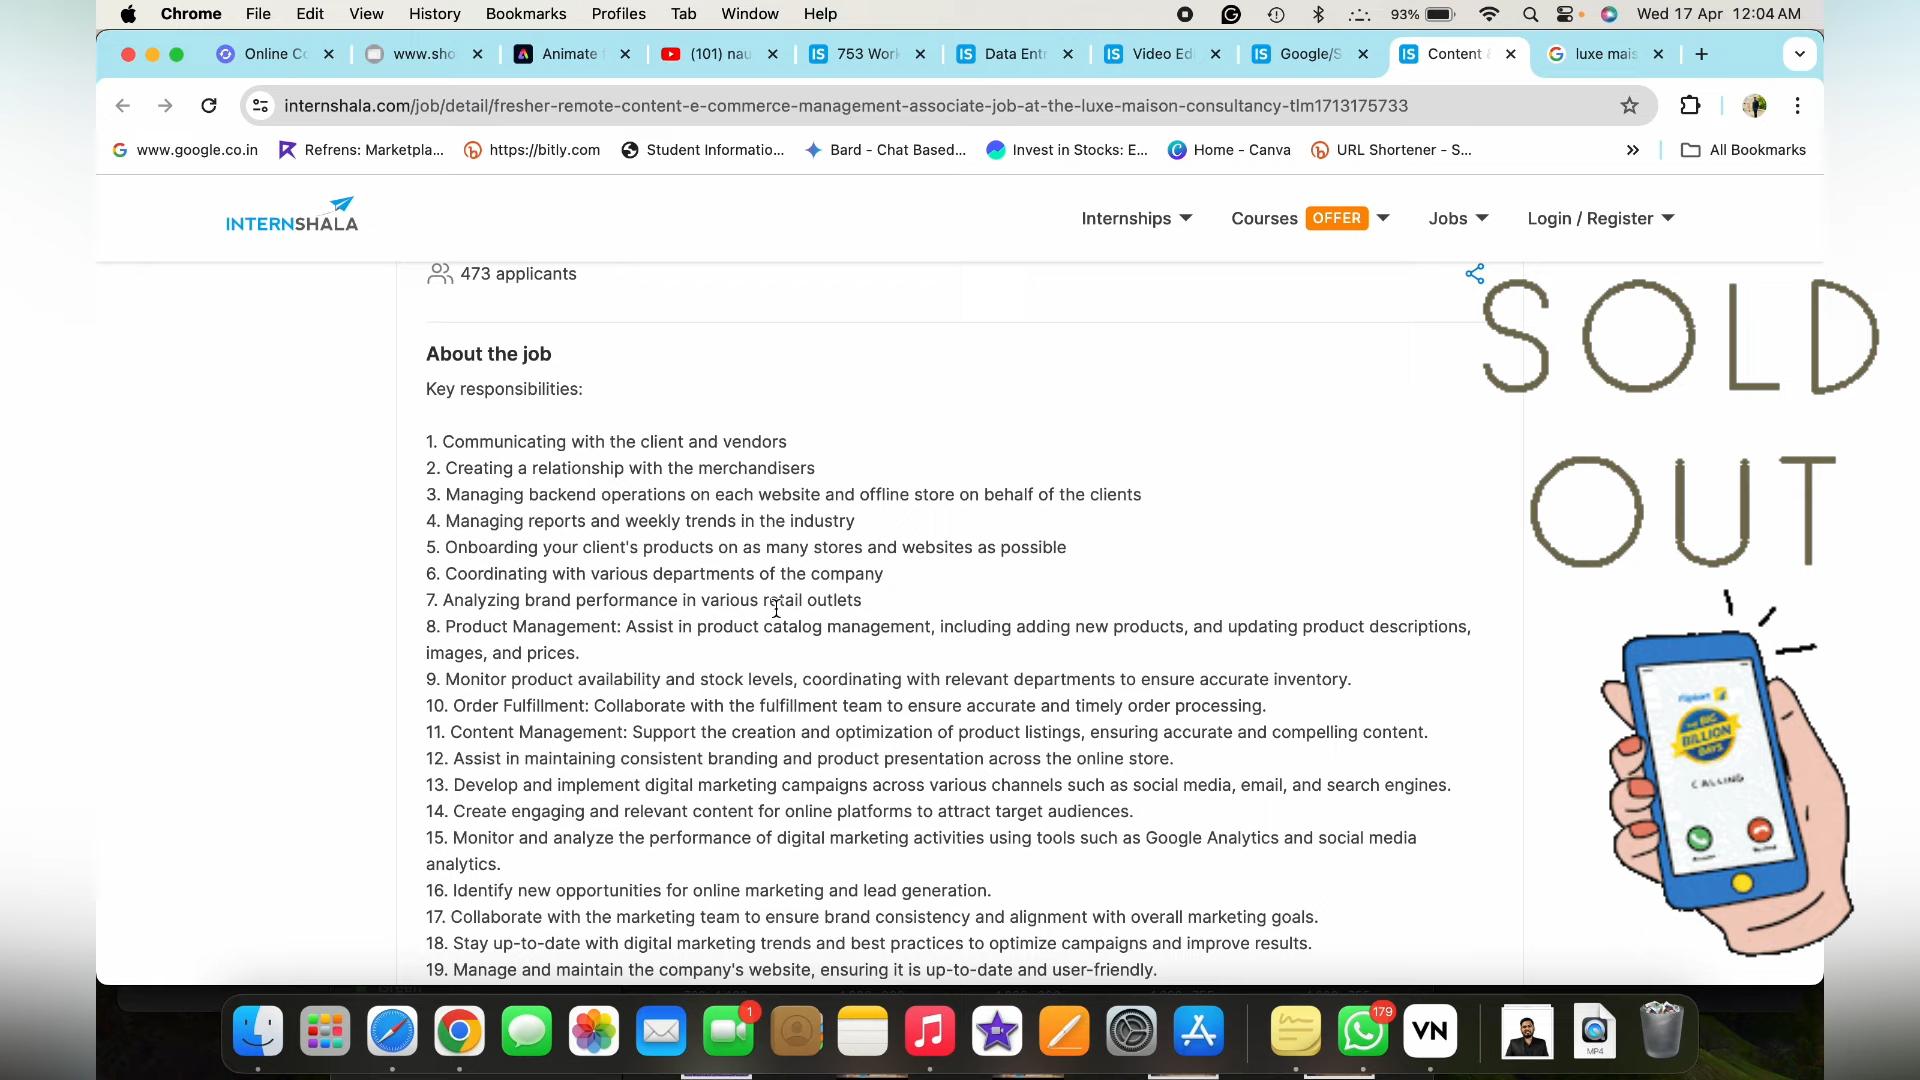 Chrome File Edit View History Bookmarks Profiles Tab Window Help 93% Wed 17 Apr 12:04 AM
Online Co www.sho Animate (101) nau IS 753 Work IS Data Entr IS Video Edi IS Google/S IS Content & luxe mais
internshala.com/job/detail/fresher-remote-content-e-commerce-management-associate-job-at-the-luxe-maison-consultancy-tlm1713175733
www.google.co.in Refrens: Marketpla... https://bitly.com Student Informatio... Bard - Chat Based... Invest in Stocks: E... Home - Canva URL Shortener - S... » All Bookmarks
INTERNSHALA Internships Courses OFFER Jobs Login / Register
473 applicants
SOLD
About the job
Key responsibilities:
1. Communicating with the client and vendors
2. Creating a relationship with the merchandisers
OUT
3. Managing backend operations on each website and offline store on behalf of the clients
4. Managing reports and weekly trends in the industry
5. Onboarding your client's products on as many stores and websites as possible
6. Coordinating with various departments of the company
7. Analyzing brand performance in various retail outlets
8. Product Management: Assist in product catalog management, including adding new products, and updating product descriptions,
images, and prices.
9. Monitor product availability and stock levels, coordinating with relevant departments to ensure accurate inventory.
10. Order Fulfillment: Collaborate with the fulfillment team to ensure accurate and timely order processing.
11. Content Management: Support the creation and optimization of product listings, ensuring accurate and compelling content.
12. Assist in maintaining consistent branding and product presentation across the online store.
13. Develop and implement digital marketing campaigns across various channels such as social media, email, and search engines.
14. Create engaging and relevant content for online platforms to attract target audiences.
15. Monitor and analyze the performance of digital marketing activities using tools such as Google Analytics and social media
analytics.
16. Identify new opportunities for online marketing and lead generation.
17. Collaborate with the marketing team to ensure brand consistency and alignment with overall marketing goals.
18. Stay up-to-date with digital marketing trends and best practices to optimize campaigns and improve results.
19. Manage and maintain the company's website, ensuring it is up-to-date and user-friendly.
Flipkart
THE BIG
BILLION
DAYS
CALLING
1 179 VN MP4